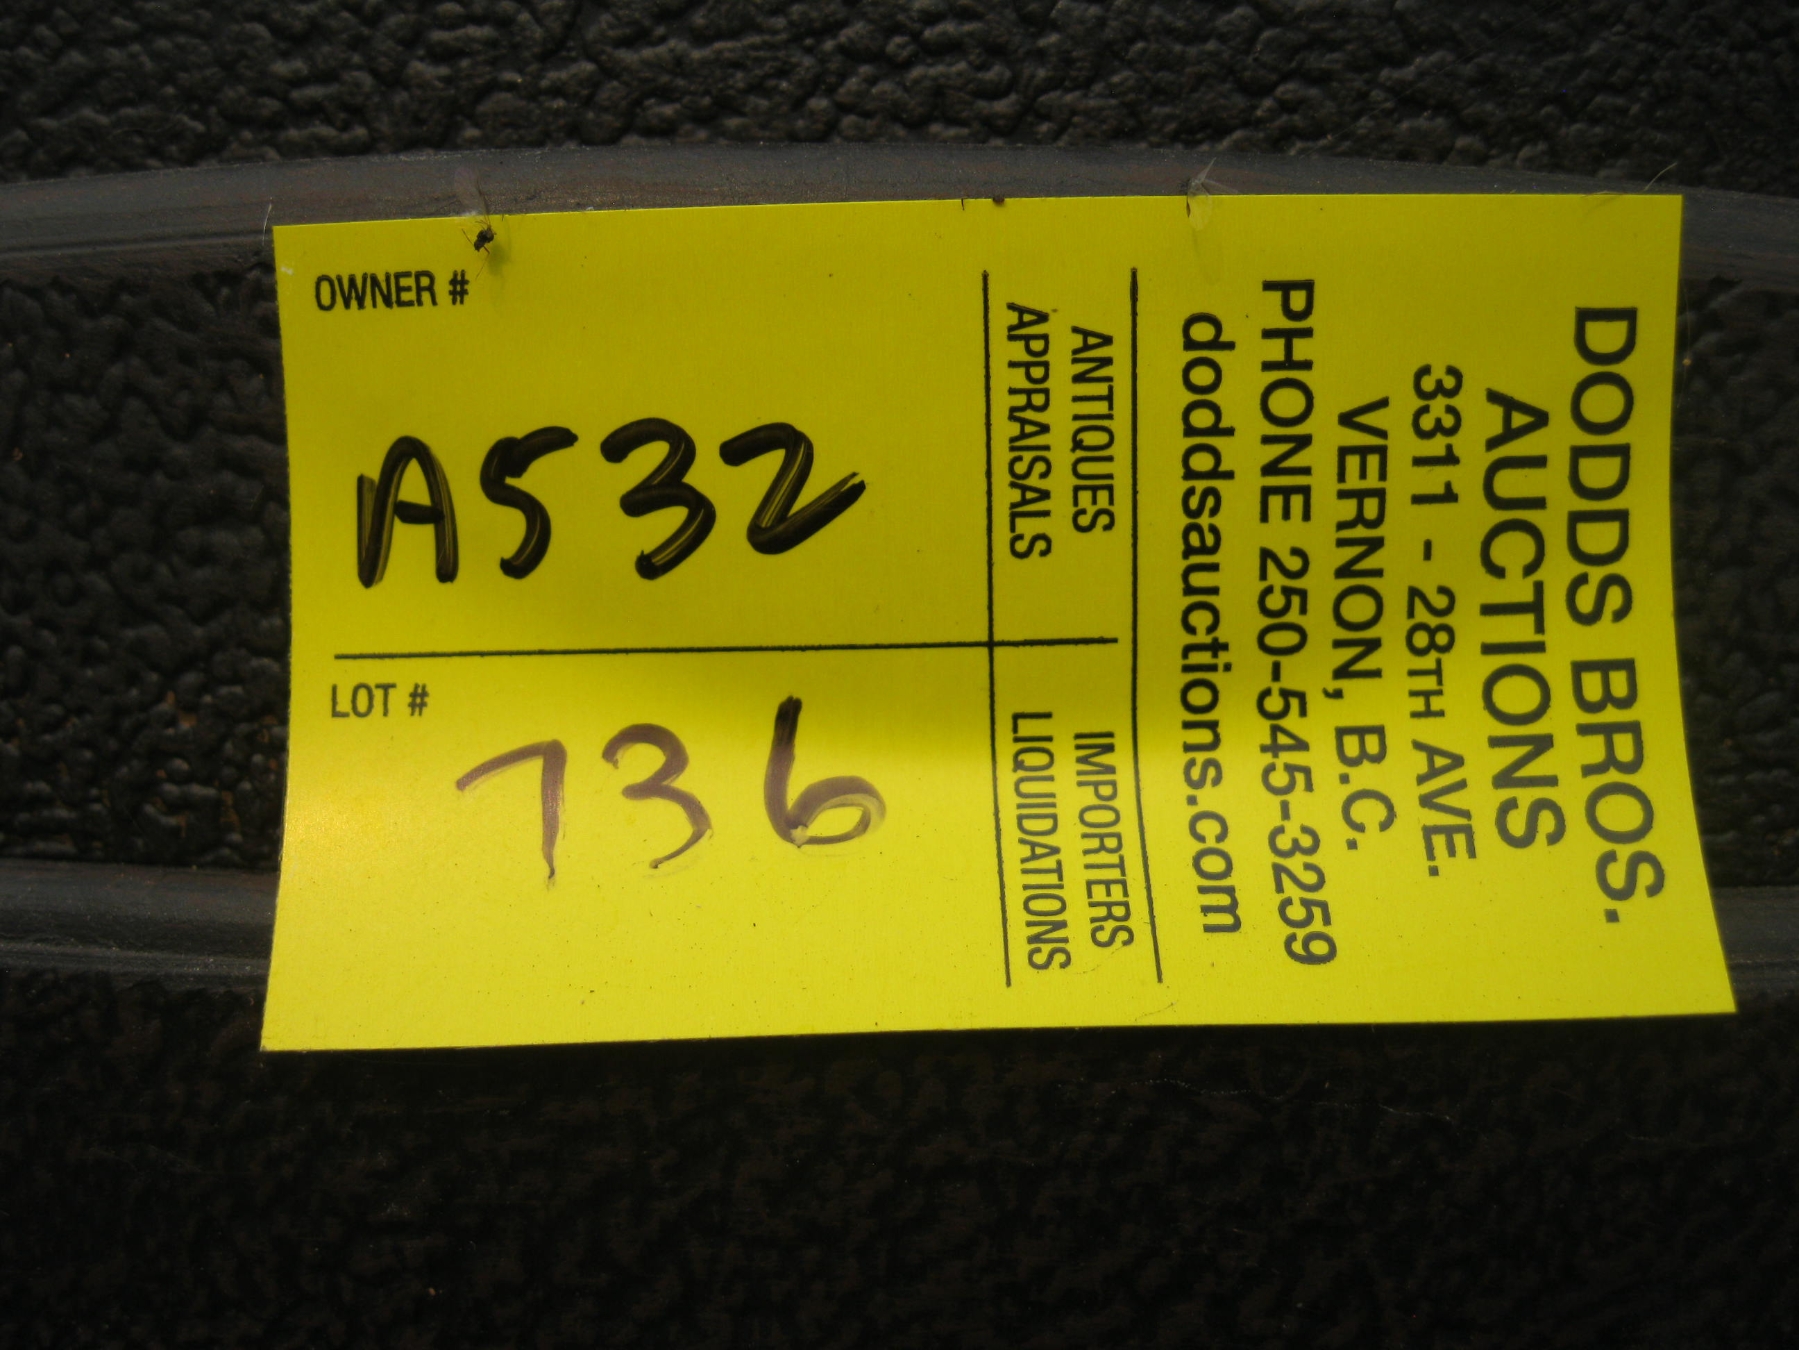 DODDS BROS.
AUCTIONS
3311 - 28TH AVE.
VERNON, B.C.
PHONE 250-545-3259
doddsauctions.com
ANTIQUES
APPRAISALS
IMPORTERS
LIQUIDATIONS
OWNER #
A532
LOT #
736